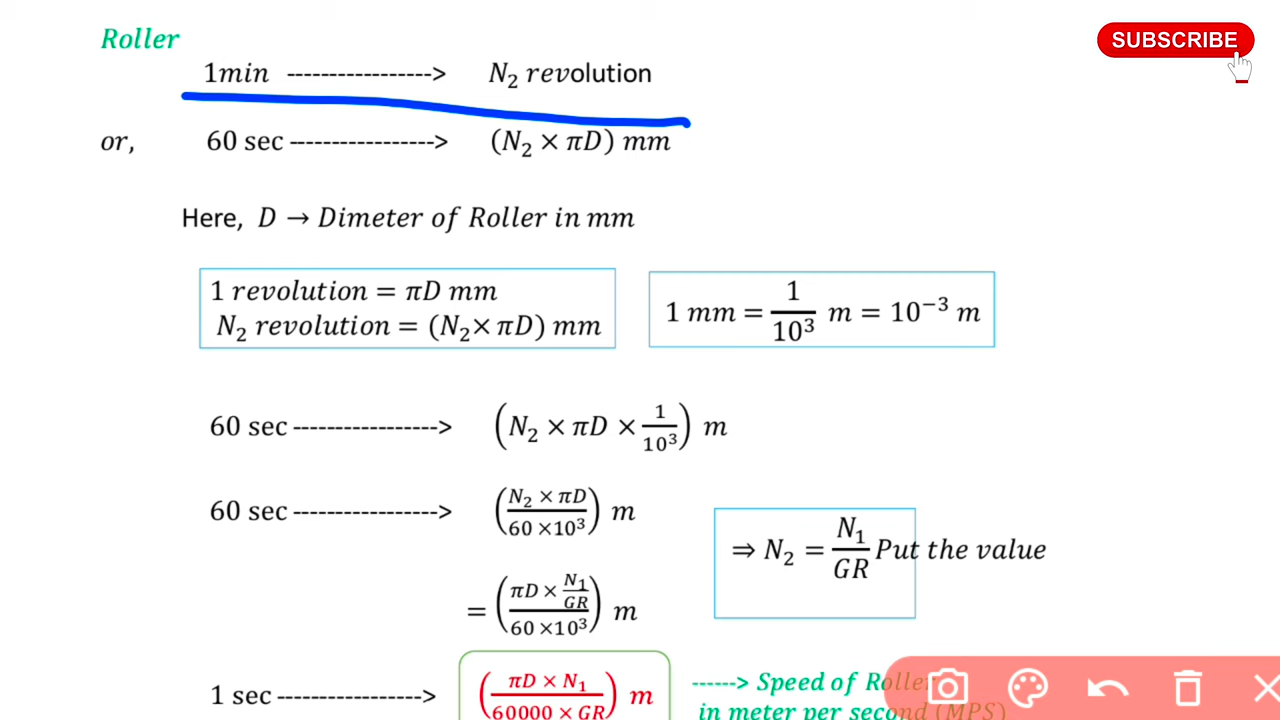 Roller
SUBSCRIBE
1min -----------------> N₂ revolution
or, 60 sec -----------------> (N₂ × πD) mm
Here, D → Dimeter of Roller in mm
1 revolution = πD mm
N₂ revolution = (N₂× πD) mm
1 mm = 1/10³ m = 10⁻³ m
60 sec -----------------> (N₂ × πD × 1/10³) m
60 sec -----------------> ((N₂ × πD)/(60 ×10³)) m
⇒ N₂ = N₁/GR Put the value
= ((πD × N₁/GR)/(60 ×10³)) m
1 sec -----------------> ((πD × N₁)/(60000 × GR)) m ------> Speed of Roller
in meter per second (MPS)